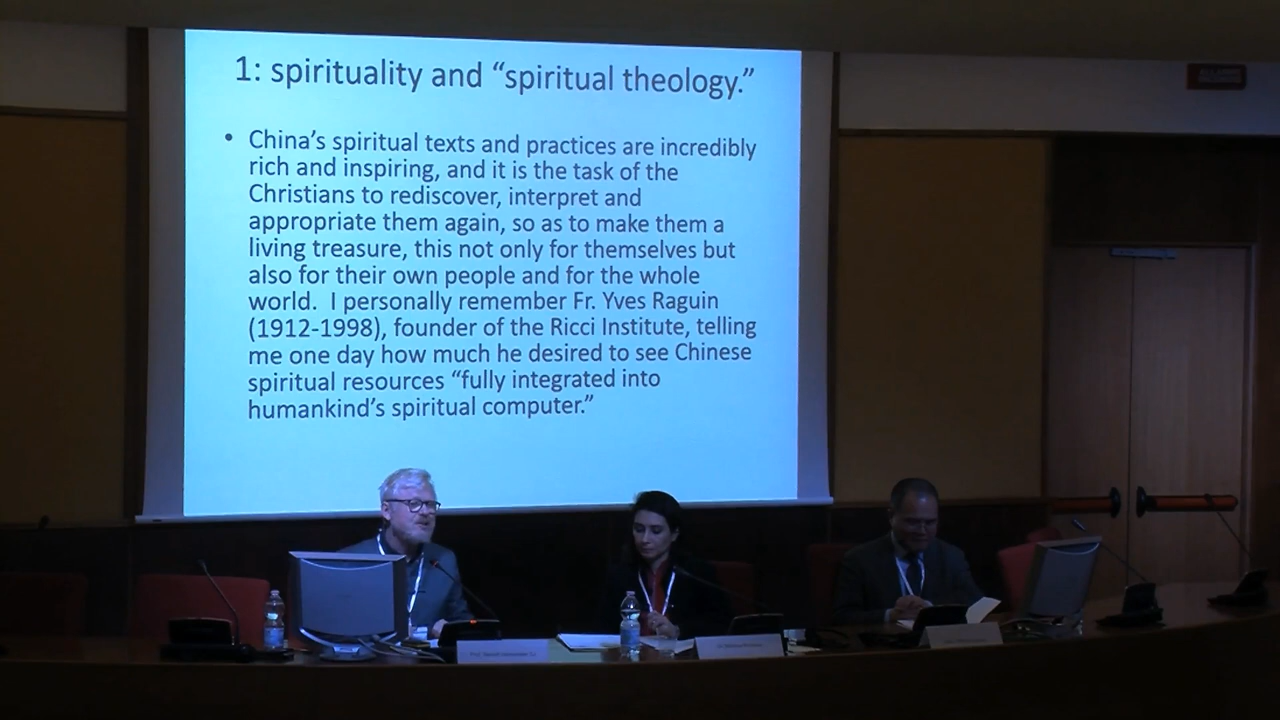 1: spirituality and “spiritual theology.”
• China’s spiritual texts and practices are incredibly
rich and inspiring, and it is the task of the
Christians to rediscover, interpret and
appropriate them again, so as to make them a
living treasure, this not only for themselves but
also for their own people and for the whole
world.  I personally remember Fr. Yves Raguin
(1912-1998), founder of the Ricci Institute, telling
me one day how much he desired to see Chinese
spiritual resources “fully integrated into
humankind’s spiritual computer.”